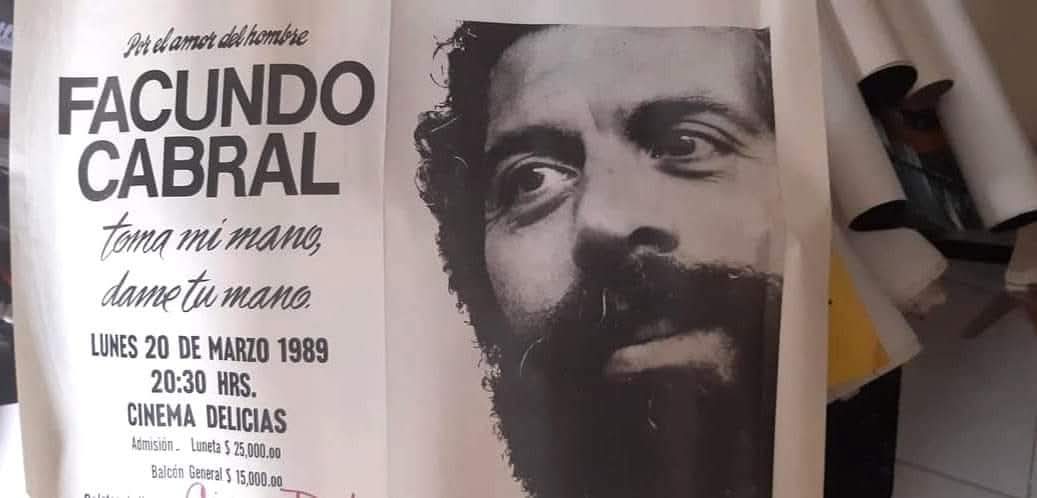 Por el amor del hombre
FACUNDO
CABRAL
toma mi mano,
dame tu mano.
LUNES 20 DE MARZO 1989
20:30 HRS.
CINEMA DELICIAS
Admisión.- Luneta $ 25,000.00
Balcón General $ 15,000.00